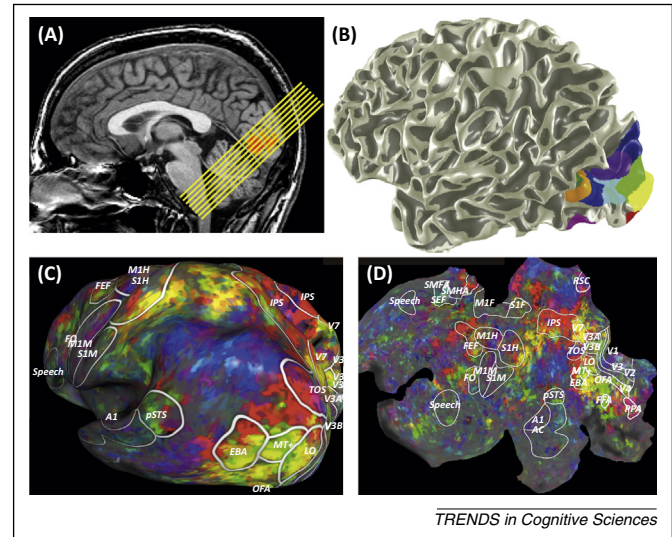 (A)
(B)
(C)
M1H
S1H
FEF
FO
M1M
S1M
Speech
A1
pSTS
IPS
IPS
V7
V7
V3
TOS
V3A
V3B
EBA
MT+
LO
OFA
(D)
SMFA
SEF
SMHA
Speech
M1F
S1F
RSC
IPS
V7
V3A
V3B
V1
M1H
S1H
FEF
TOS
LO
V3
V2
MT+
M1M
FO
S1M
EBA
OFA
V4
FFA
PPA
Speech
pSTS
A1
AC
TRENDS in Cognitive Sciences